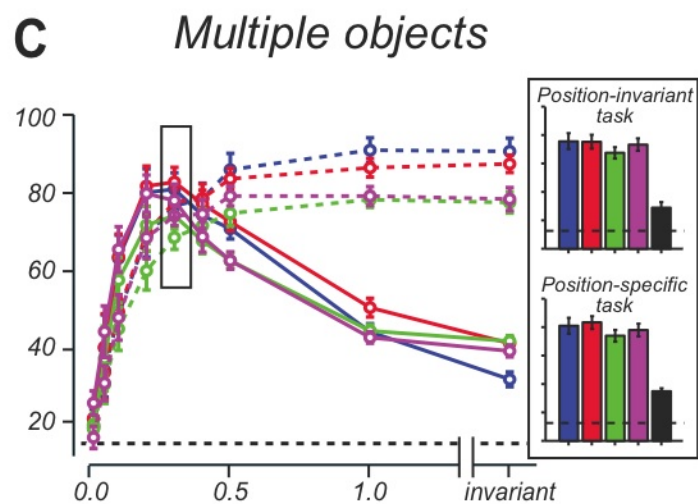 C
Multiple objects
100
80
60
40
20
0.0 0.5 1.0 invariant
Position-invariant
task
Position-specific
task